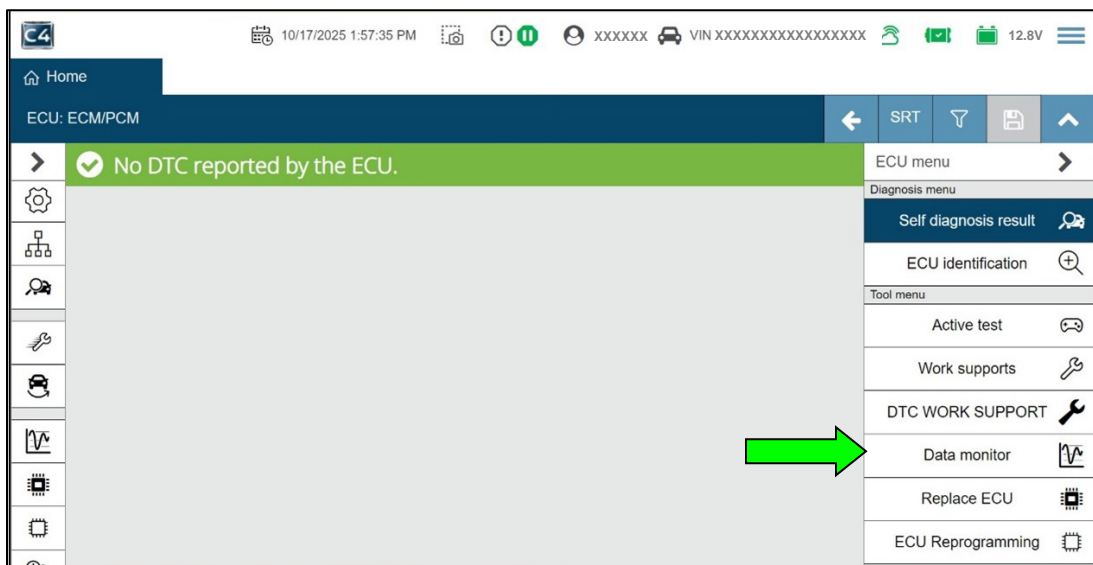 C4
10/17/2025 1:57:35 PM
XXXXXX
VIN XXXXXXXXXXXXXXXXX
12.8V
Home
ECU: ECM/PCM
SRT
No DTC reported by the ECU.
ECU menu
Diagnosis menu
Self diagnosis result
ECU identification
Tool menu
Active test
Work supports
DTC WORK SUPPORT
Data monitor
Replace ECU
ECU Reprogramming